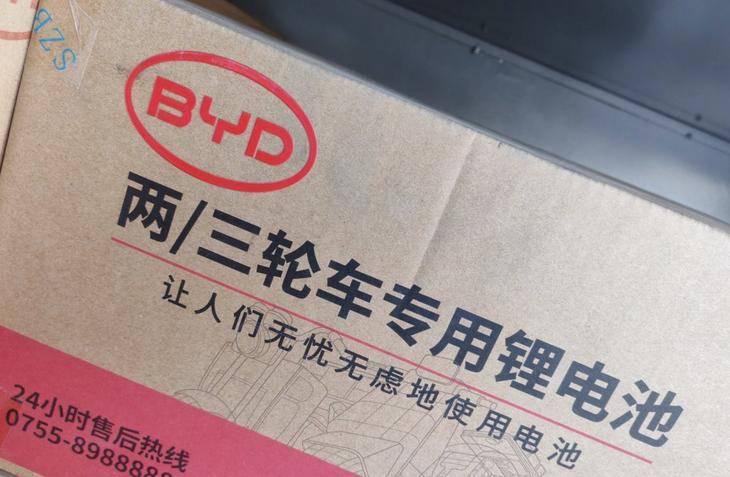 SZB
BYD
两/三轮车专用锂电池
让人们无忧无虑地使用电池
24小时售后热线
0755-8988888